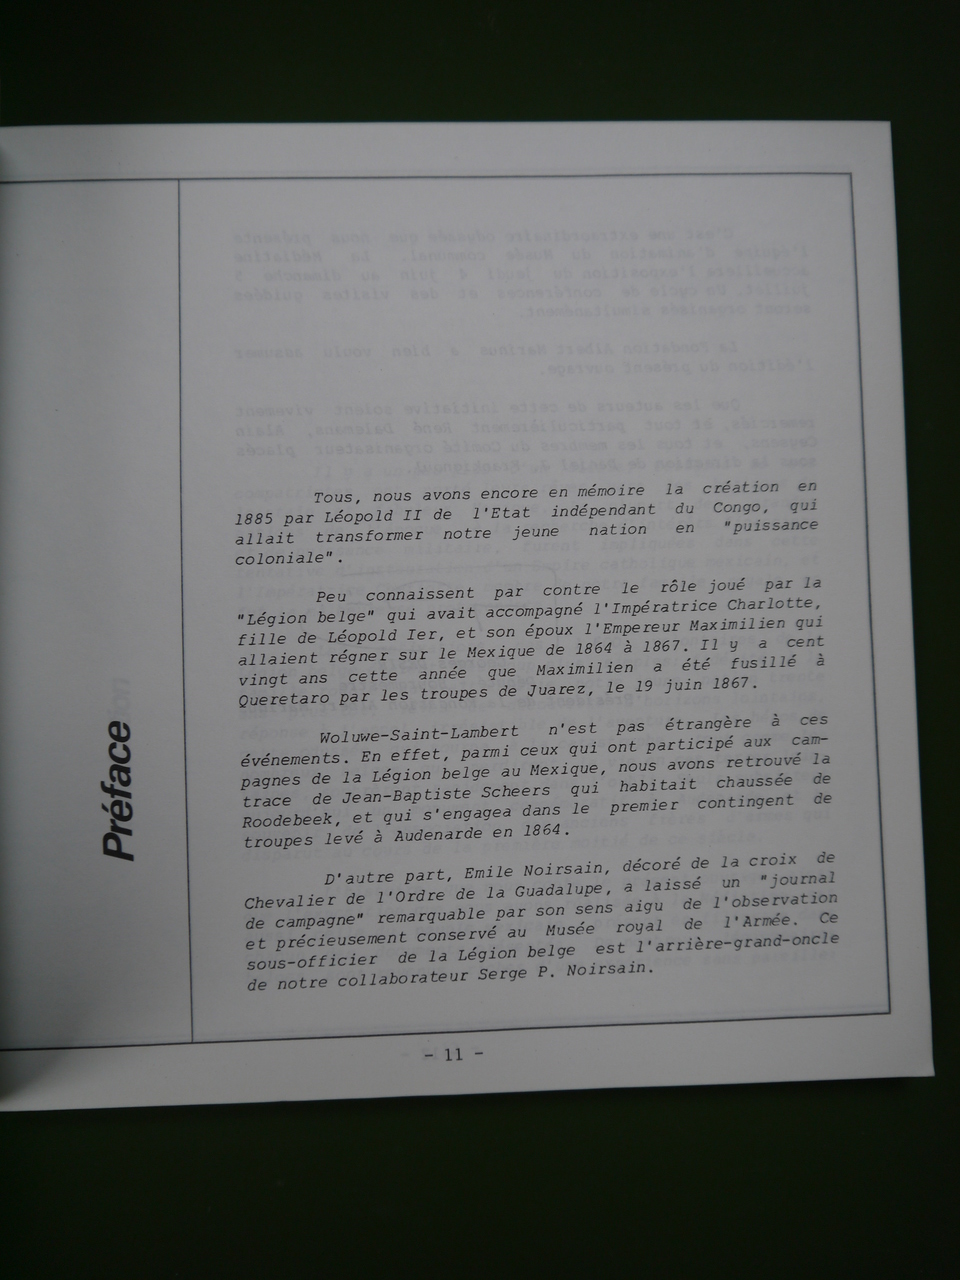 Préface
Tous, nous avons encore en mémoire la création en
1885 par Léopold II de l'Etat indépendant du Congo, qui
allait transformer notre jeune nation en "puissance
coloniale".
Peu connaissent par contre le rôle joué par la
"Légion belge" qui avait accompagné l'Impératrice Charlotte,
fille de Léopold Ier, et son époux l'Empereur Maximilien qui
allaient régner sur le Mexique de 1864 à 1867. Il y a cent
vingt ans cette année que Maximilien a été fusillé à
Queretaro par les troupes de Juarez, le 19 juin 1867.
Woluwe-Saint-Lambert n'est pas étrangère à ces
événements. En effet, parmi ceux qui ont participé aux cam-
pagnes de la Légion belge au Mexique, nous avons retrouvé la
trace de Jean-Baptiste Scheers qui habitait chaussée de
Roodebeek, et qui s'engagea dans le premier contingent de
troupes levé à Audenarde en 1864.
D'autre part, Emile Noirsain, décoré de la croix de
Chevalier de l'Ordre de la Guadalupe, a laissé un "journal
de campagne" remarquable par son sens aigu de l'observation
et précieusement conservé au Musée royal de l'Armée. Ce
sous-officier de la Légion belge est l'arrière-grand-oncle
de notre collaborateur Serge P. Noirsain.
- 11 -